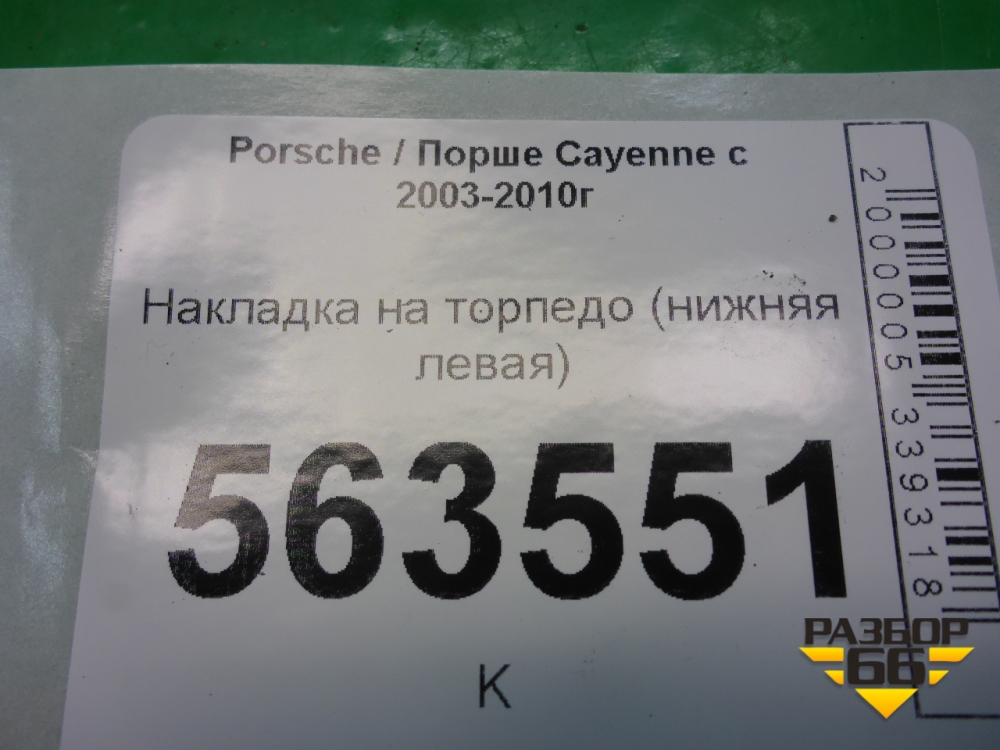 Porsche / Порше Cayenne с
2003-2010г
Накладка на торпедо (нижняя
левая)
563551
К
2000005339318
РАЗБОР
66